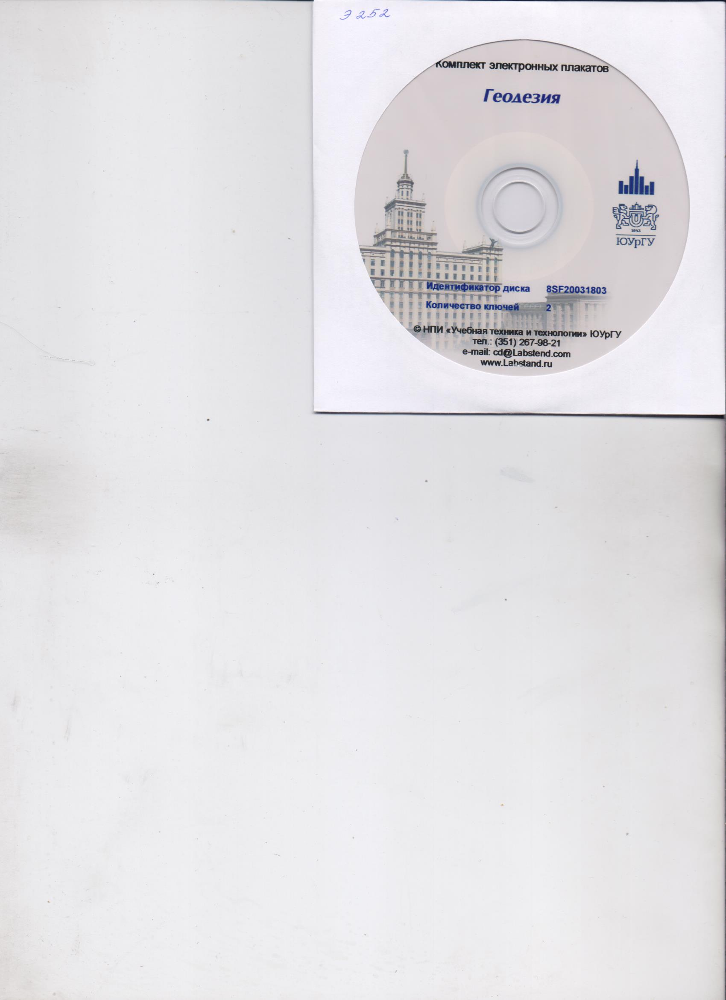 Э 252
Комплект электронных плакатов
Геодезия
1943
ЮУрГУ
Идентификатор диска 8SF20031803
Количество ключей 2
© НПИ «Учебная техника и технологии» ЮУрГУ
тел.: (351) 267-98-21
e-mail: cd@Labstend.com
www.Labstand.ru